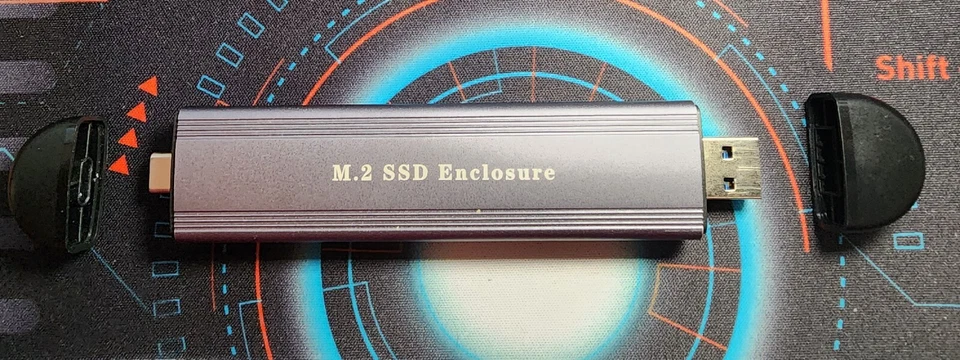 Shift
M.2 SSD Enclosure